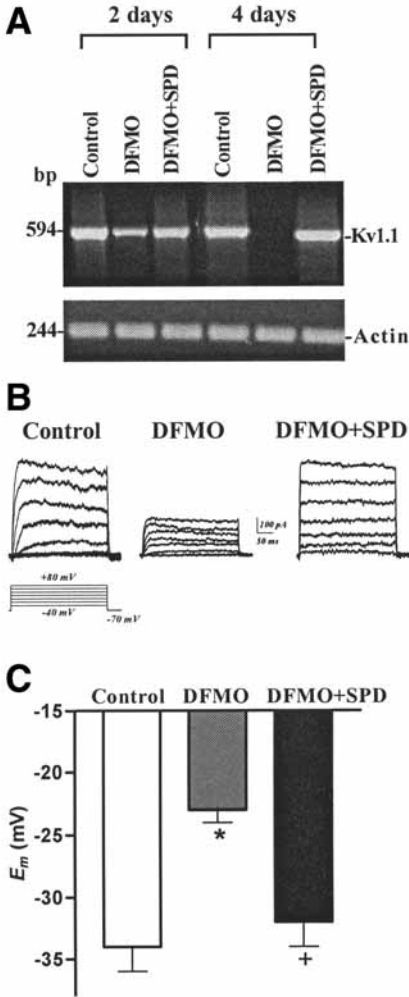 A
2 days
4 days
Control
DFMO
DFMO+SPD
Control
DFMO
DFMO+SPD
bp
594-
-Kv1.1
244-
-Actin
B
Control
DFMO
DFMO+SPD
100 pA
50 ms
+80 mV
-40 mV
-70 mV
C
Control
DFMO
DFMO+SPD
-15
-20
-25
-30
-35
Em (mV)
*
+